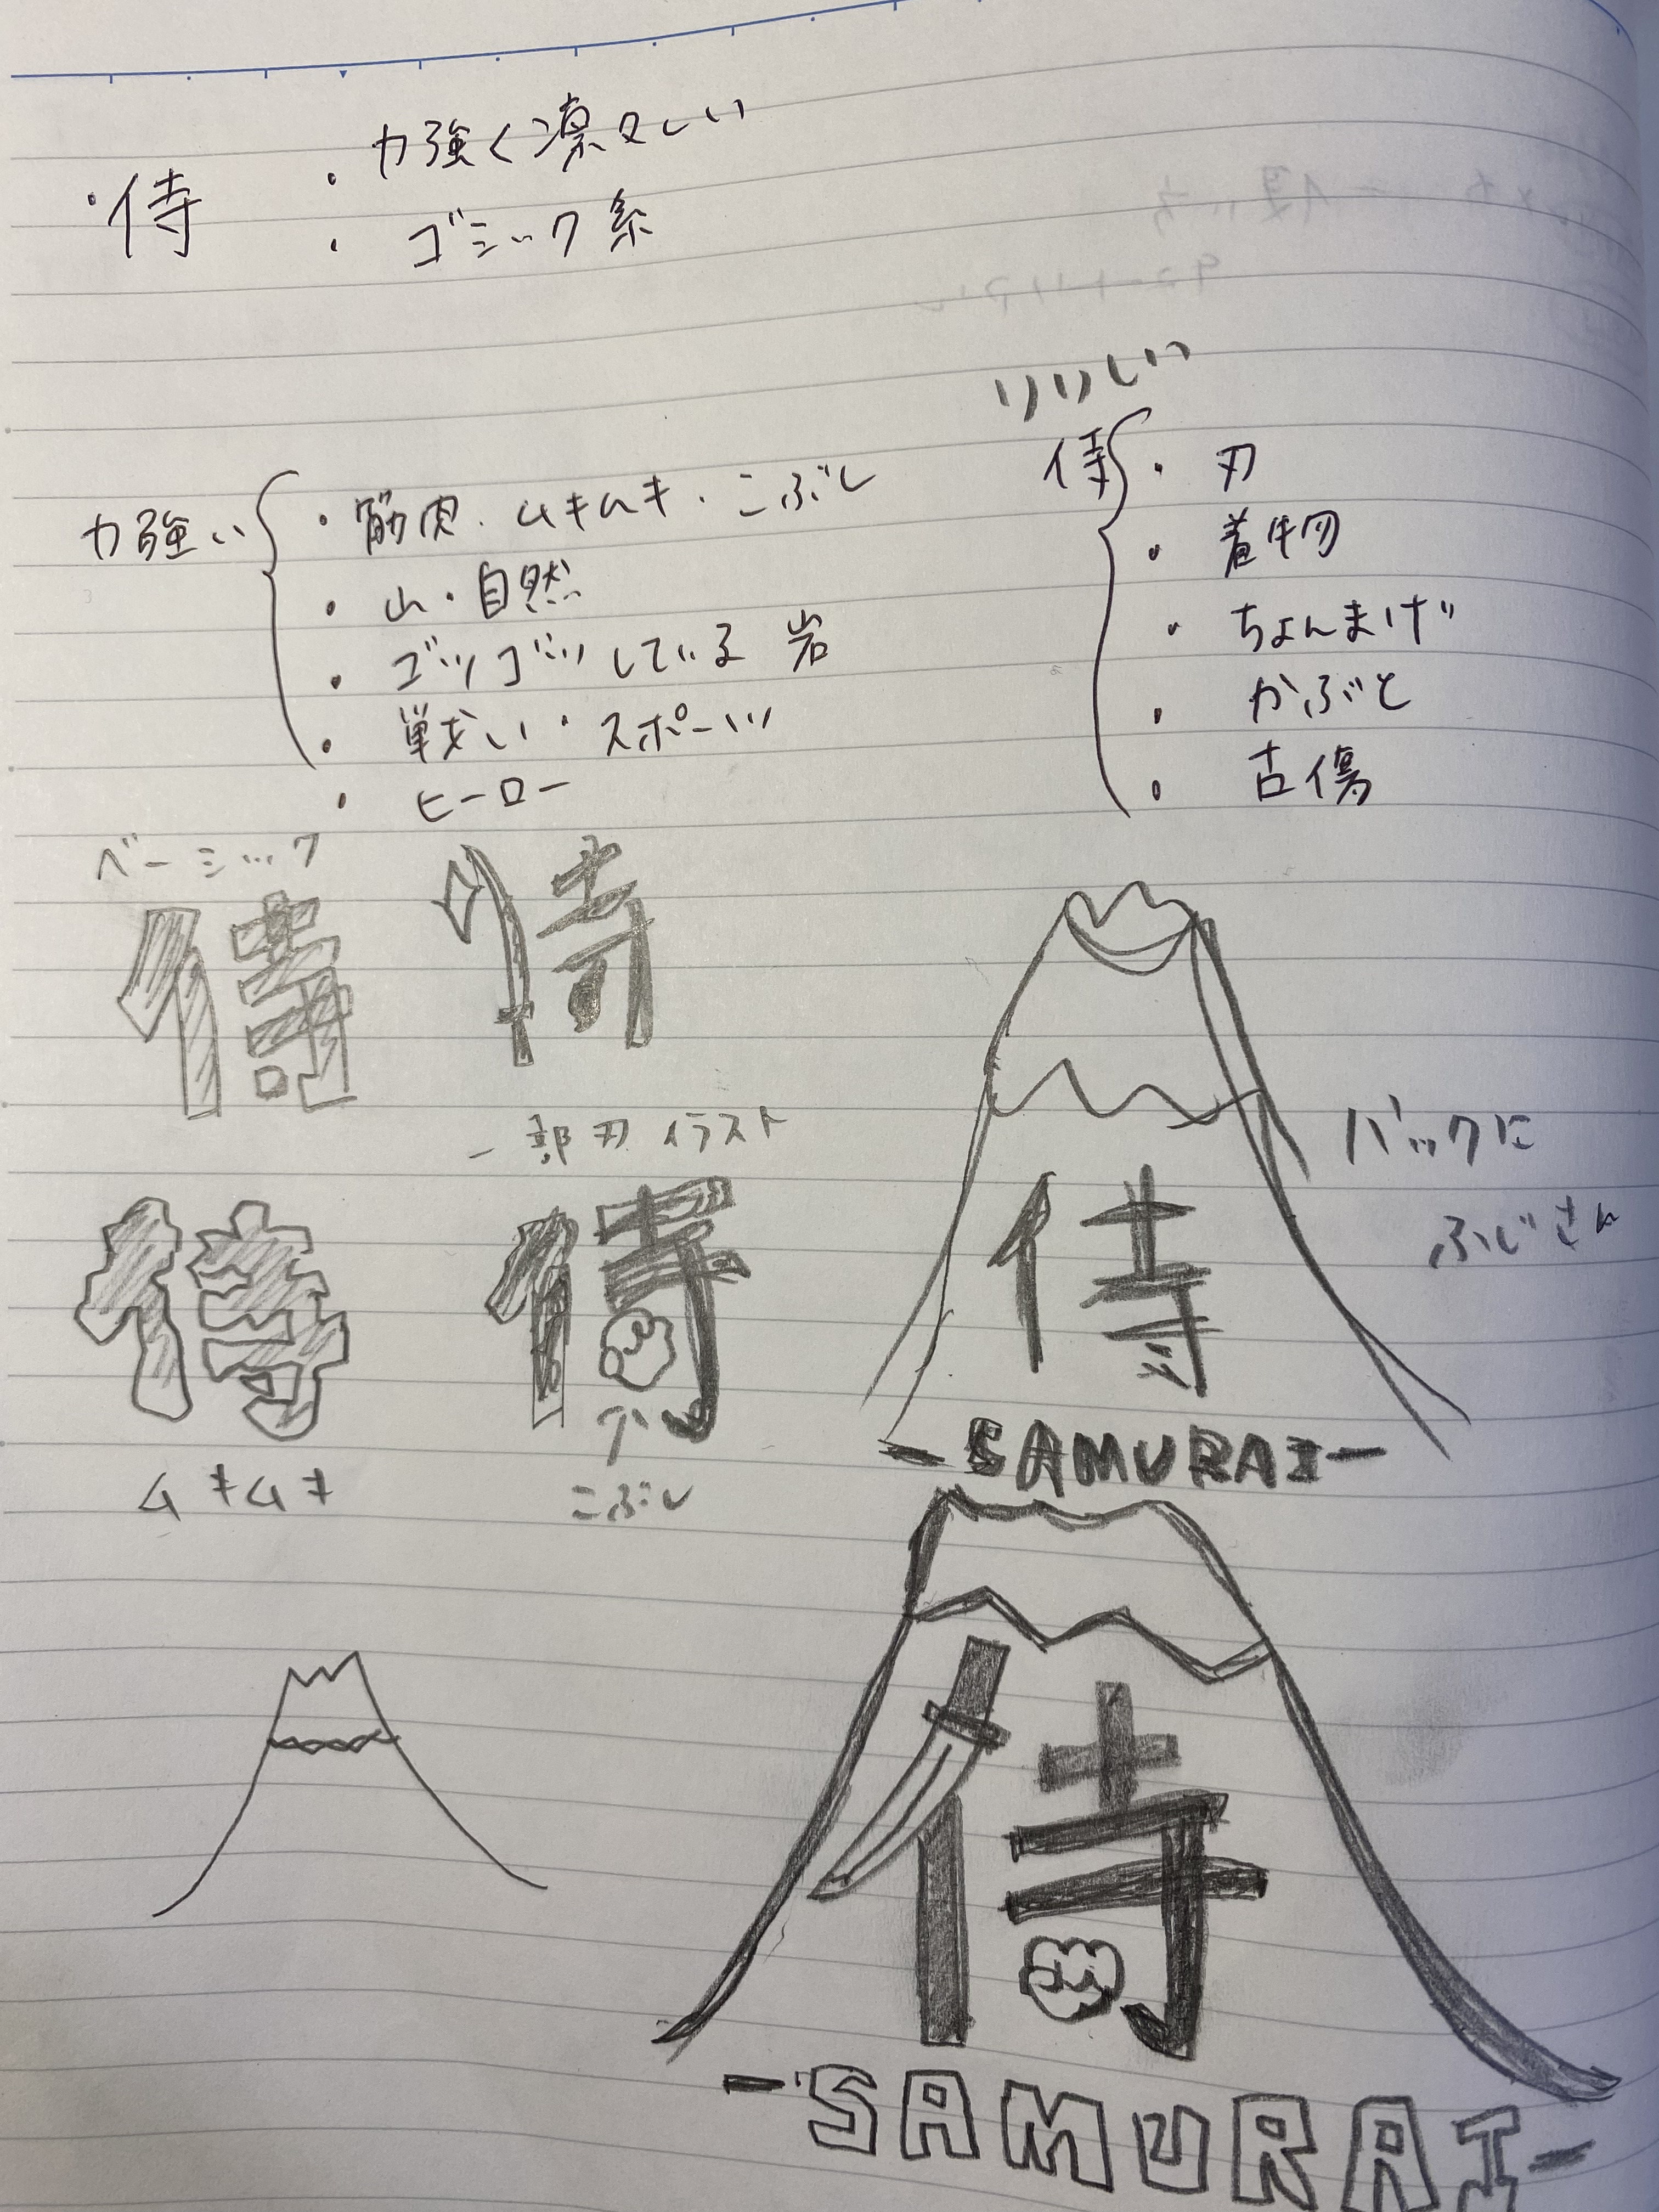 ・侍
・力強く凛々しい
・ゴシック系
力強い
・筋肉・ムキムキ・こぶし
・山・自然
・ゴツゴツしている 岩
・戦い・スポーツ
・ヒーロー
りりしい
侍
・刃
・着物
・ちょんまげ
・かぶと
・古傷
ベーシック
侍
侍
一部刃イラスト
侍
ムキムキ
侍
こぶし
バックに
ふじさん
侍
-SAMURAI-
侍
-SAMURAI-